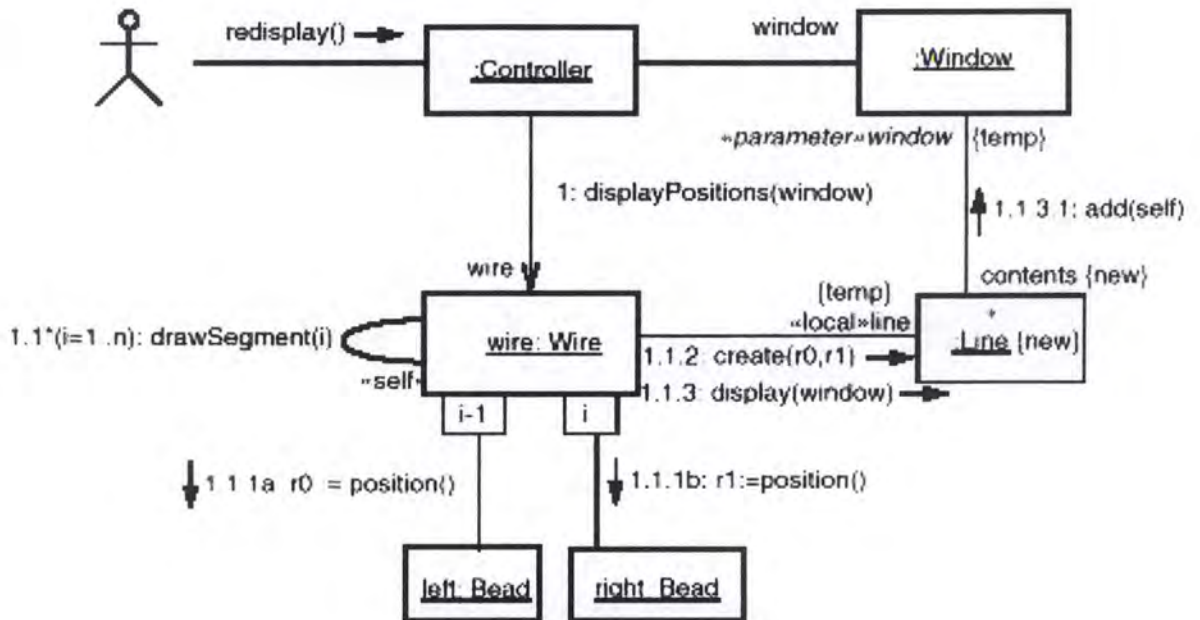 redisplay()
:Controller
window
:Window
«parameter»window {temp}
1: displayPositions(window)
1.1.3.1: add(self)
wire
contents {new}
{temp}
«local»line
*
1.1*(i=1..n): drawSegment(i)
wire: Wire
:Line {new}
1.1.2: create(r0,r1)
«self»
1.1.3: display(window)
i-1
i
1.1.1a r0 = position()
1.1.1b: r1:=position()
left: Bead
right Bead